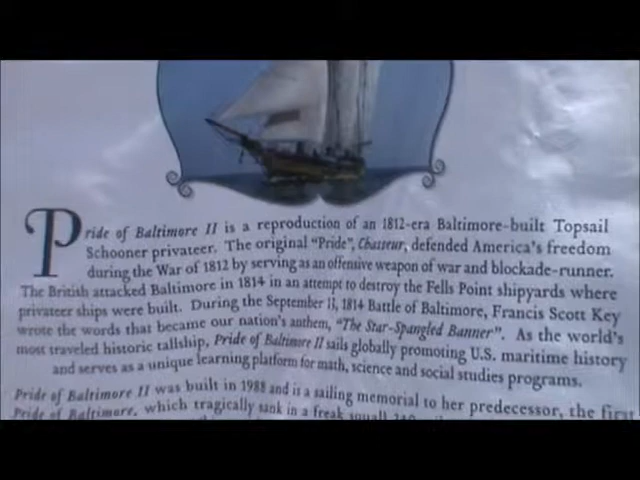 Pride of Baltimore II is a reproduction of an 1812-era Baltimore-built Topsail
Schooner privateer. The original "Pride", Chasseur, defended America's freedom
during the War of 1812 by serving as an offensive weapon of war and blockade-runner.
The British attacked Baltimore in 1814 in an attempt to destroy the Fells Point shipyards where
privateer ships were built. During the September 11, 1814 Battle of Baltimore, Francis Scott Key
wrote the words that became our nation's anthem, "The Star-Spangled Banner". As the world's
most traveled historic tallship, Pride of Baltimore II sails globally promoting U.S. maritime history
and serves as a unique learning platform for math, science and social studies programs.
Pride of Baltimore II was built in 1988 and is a sailing memorial to her predecessor, the first
Pride of Baltimore, which tragically sank in a freak squall